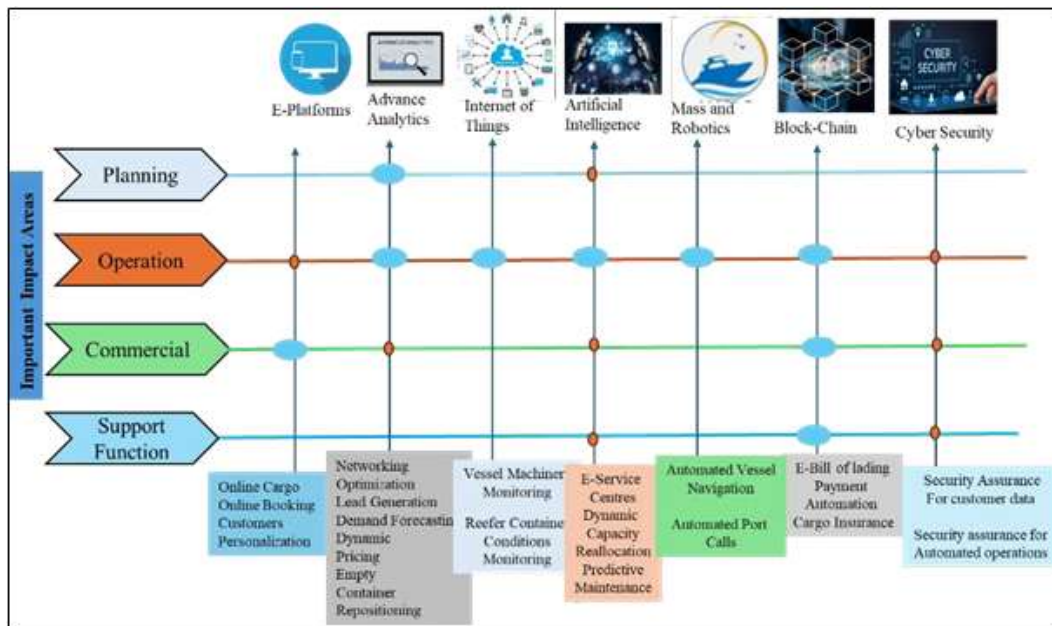 E-Platforms
Advance
Analytics
Internet of
Things
Artificial
Intelligence
Mass and
Robotics
Block-Chain
CYBER
SECURITY
Cyber Security
Important Impact Areas
Planning
Operation
Commercial
Support
Function
Online Cargo
Online Booking
Customers
Personalization
Networking
Optimization
Lead Generation
Demand Forecastin
Dynamic
Pricing
Empty
Container
Repositioning
Vessel Machiner
Monitoring
Reefer Containe
Conditions
Monitoring
E-Service
Centres
Dynamic
Capacity
Reallocation
Predictive
Maintenance
Automated Vessel
Navigation
Automated Port
Calls
E-Bill of lading
Payment
Automation
Cargo Insurance
Security Assurance
For customer data
Security assurance for
Automated operations